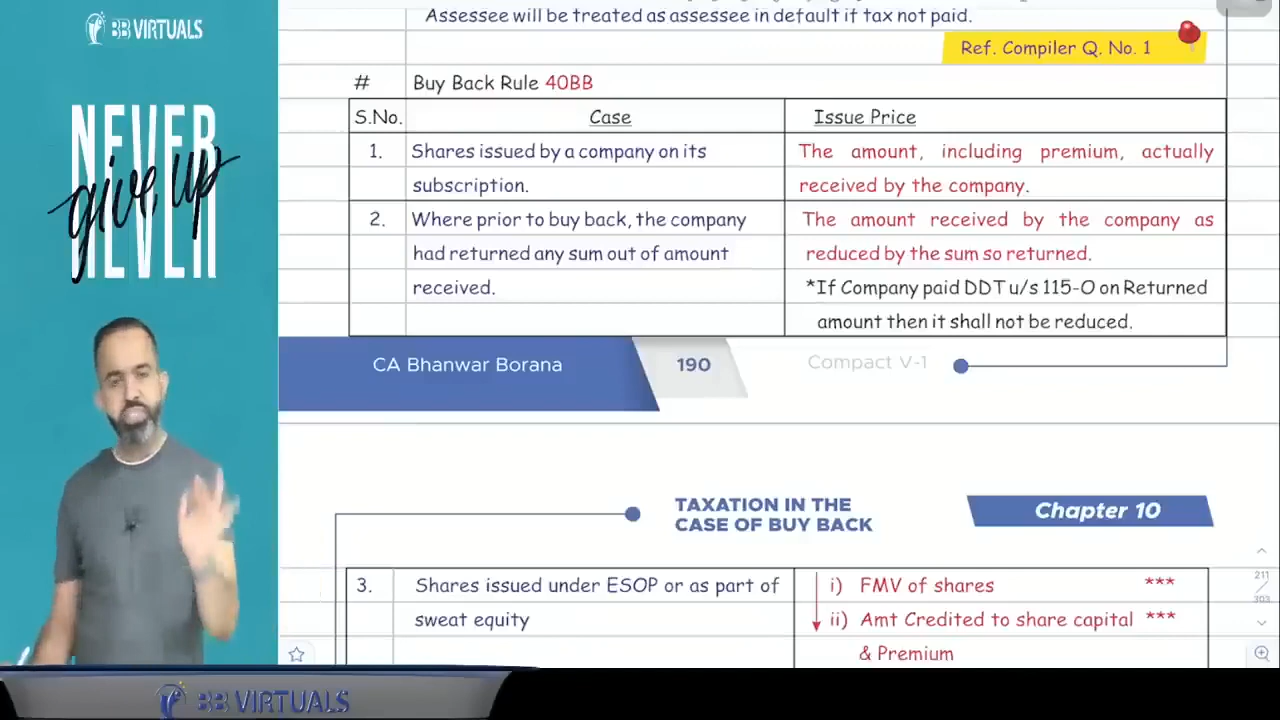 BB VIRTUALS
NEVER
give up
NEVER
Assessee will be treated as assessee in default if tax not paid.
Ref. Compiler Q. No. 1
# Buy Back Rule 40BB
S.No. Case Issue Price
1. Shares issued by a company on its
subscription.
The amount, including premium, actually
received by the company.
2. Where prior to buy back, the company
had returned any sum out of amount
received.
The amount received by the company as
reduced by the sum so returned.
*If Company paid DDT u/s 115-O on Returned
amount then it shall not be reduced.
CA Bhanwar Borana 190 Compact V-1
TAXATION IN THE
CASE OF BUY BACK
Chapter 10
3. Shares issued under ESOP or as part of
sweat equity
i) FMV of shares ***
ii) Amt Credited to share capital ***
& Premium
211
303
BB VIRTUALS